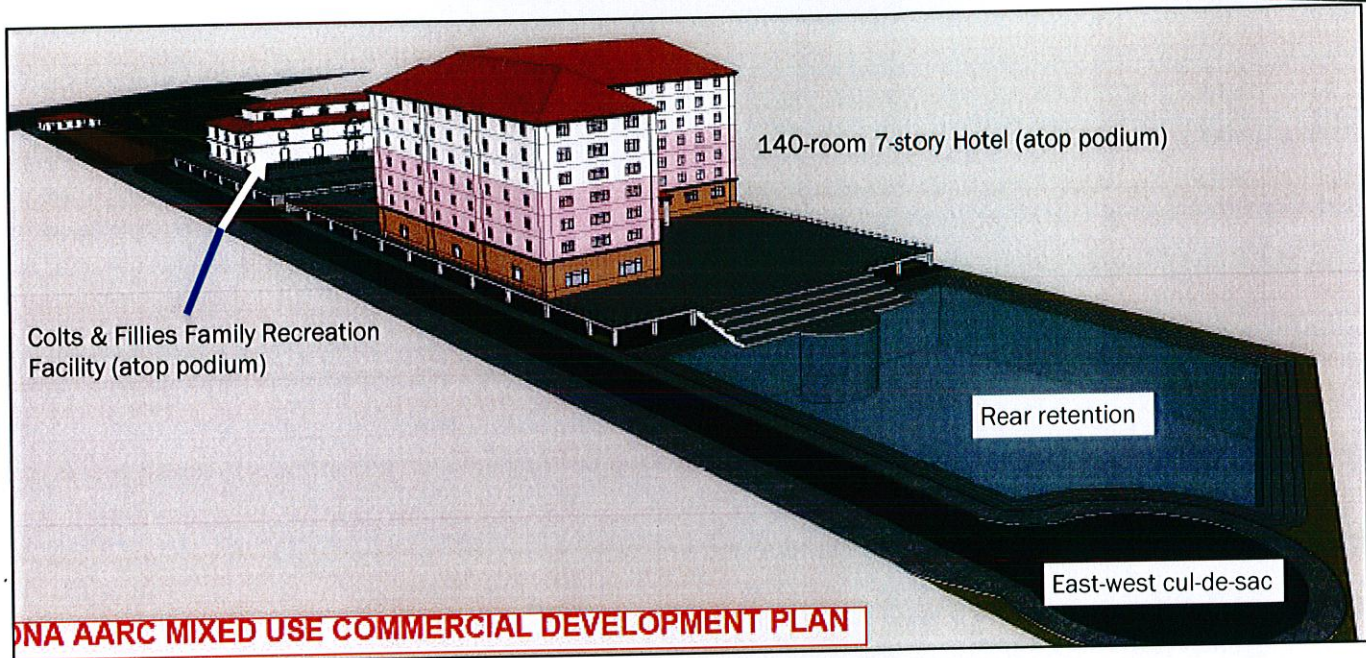 140-room 7-story Hotel (atop podium)
Colts & Fillies Family Recreation
Facility (atop podium)
Rear retention
East-west cul-de-sac
AARC MIXED USE COMMERCIAL DEVELOPMENT PLAN